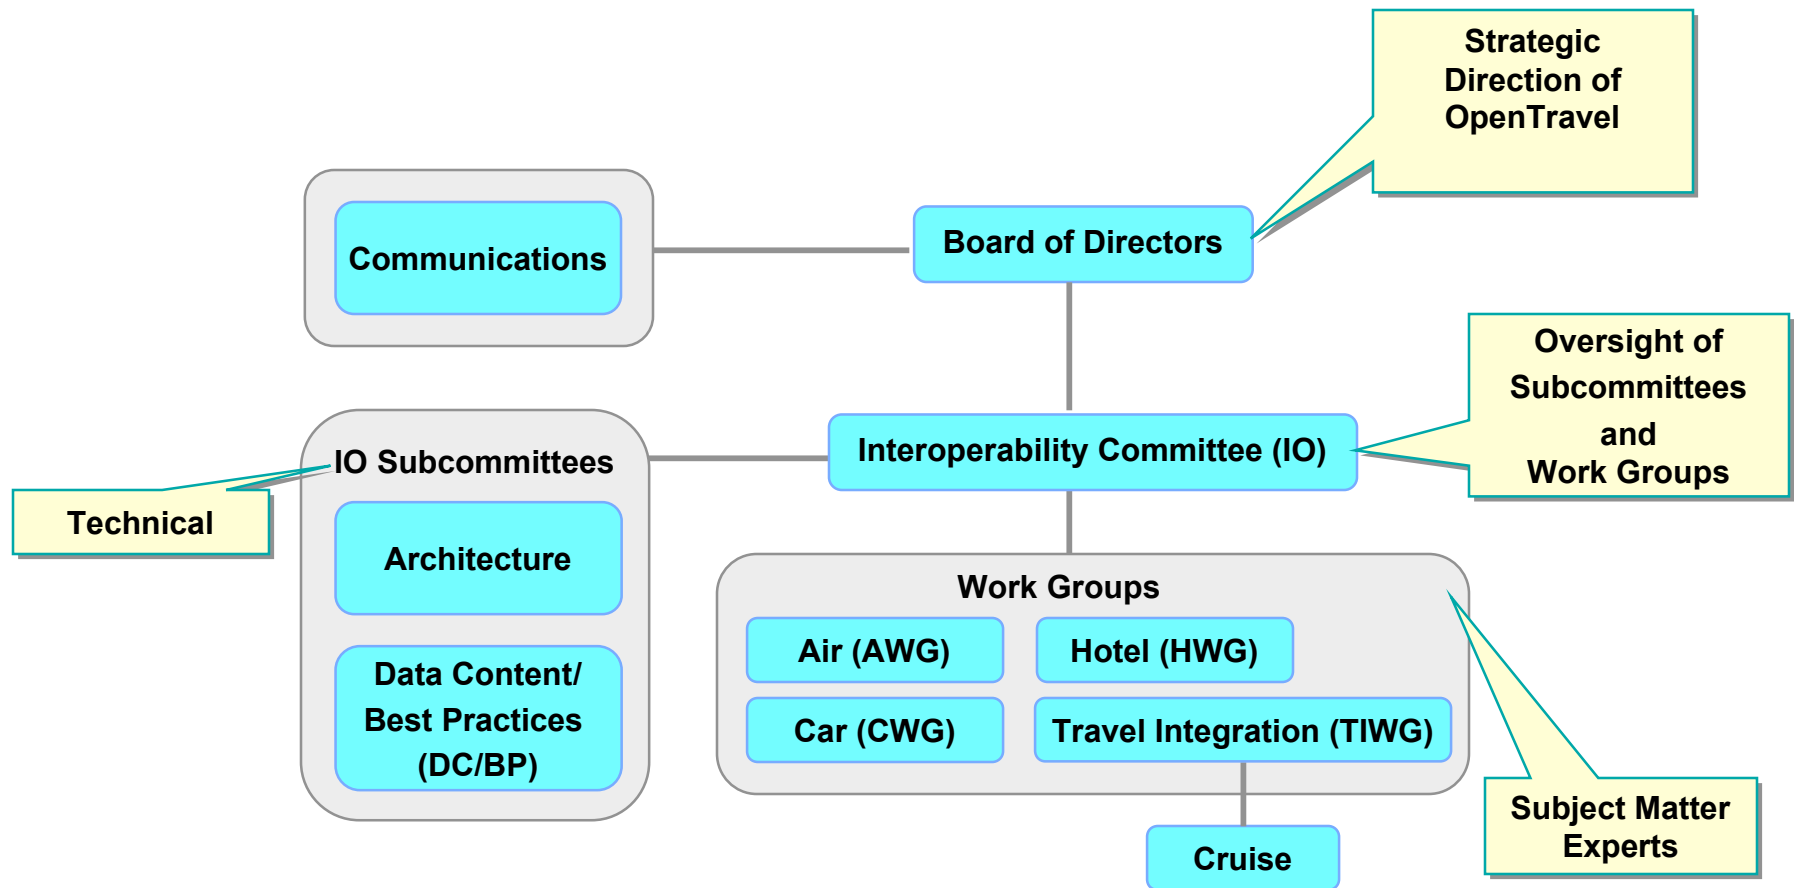 Strategic
Direction of
OpenTravel
Communications
Board of Directors
Oversight of
Subcommittees
and
Work Groups
Interoperability Committee (IO)
IO Subcommittees
Technical
Architecture
Data Content/
Best Practices
(DC/BP)
Work Groups
Air (AWG)
Hotel (HWG)
Car (CWG)
Travel Integration (TIWG)
Subject Matter
Experts
Cruise